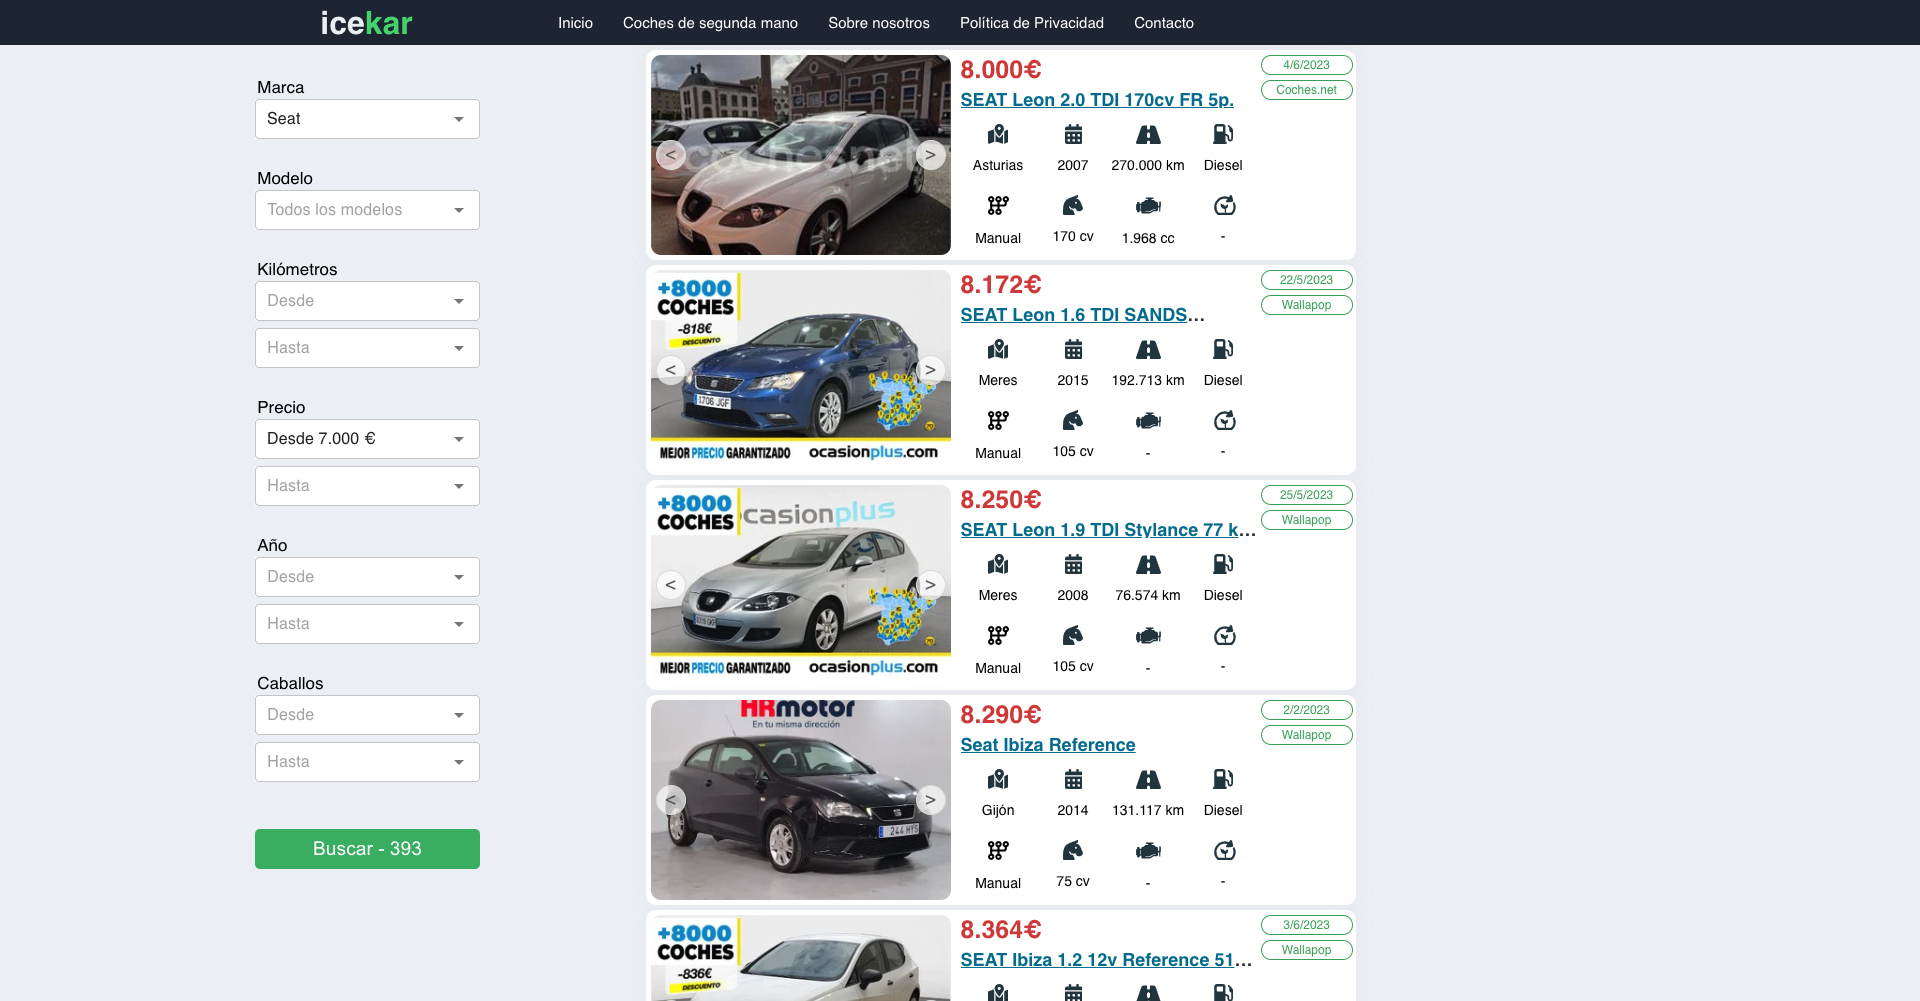 icekar
Inicio
Coches de segunda mano
Sobre nosotros
Política de Privacidad
Contacto
Marca
Seat
Modelo
Todos los modelos
Kilómetros
Desde
Hasta
Precio
Desde 7.000 €
Hasta
Año
Desde
Hasta
Caballos
Desde
Hasta
Buscar - 393
coches.net
<
>
8.000€
4/6/2023
Coches.net
SEAT Leon 2.0 TDI 170cv FR 5p.
Asturias
2007
270.000 km
Diesel
Manual
170 cv
1.968 cc
-
+8000
COCHES
-818€
DESCUENTO
1706 JGF
<
>
MEJOR PRECIO GARANTIZADO
ocasionplus.com
8.172€
22/5/2023
Wallapop
SEAT Leon 1.6 TDI SANDS...
Meres
2015
192.713 km
Diesel
Manual
105 cv
-
-
+8000
COCHES
ocasionplus
<
>
MEJOR PRECIO GARANTIZADO
ocasionplus.com
8.250€
25/5/2023
Wallapop
SEAT Leon 1.9 TDI Stylance 77 k...
Meres
2008
76.574 km
Diesel
Manual
105 cv
-
-
HRmotor
En tu misma dirección
<
>
244 HYS
8.290€
2/2/2023
Wallapop
Seat Ibiza Reference
Gijón
2014
131.117 km
Diesel
Manual
75 cv
-
-
+8000
COCHES
-836€
DESCUENTO
8.364€
3/6/2023
Wallapop
SEAT Ibiza 1.2 12v Reference 51...